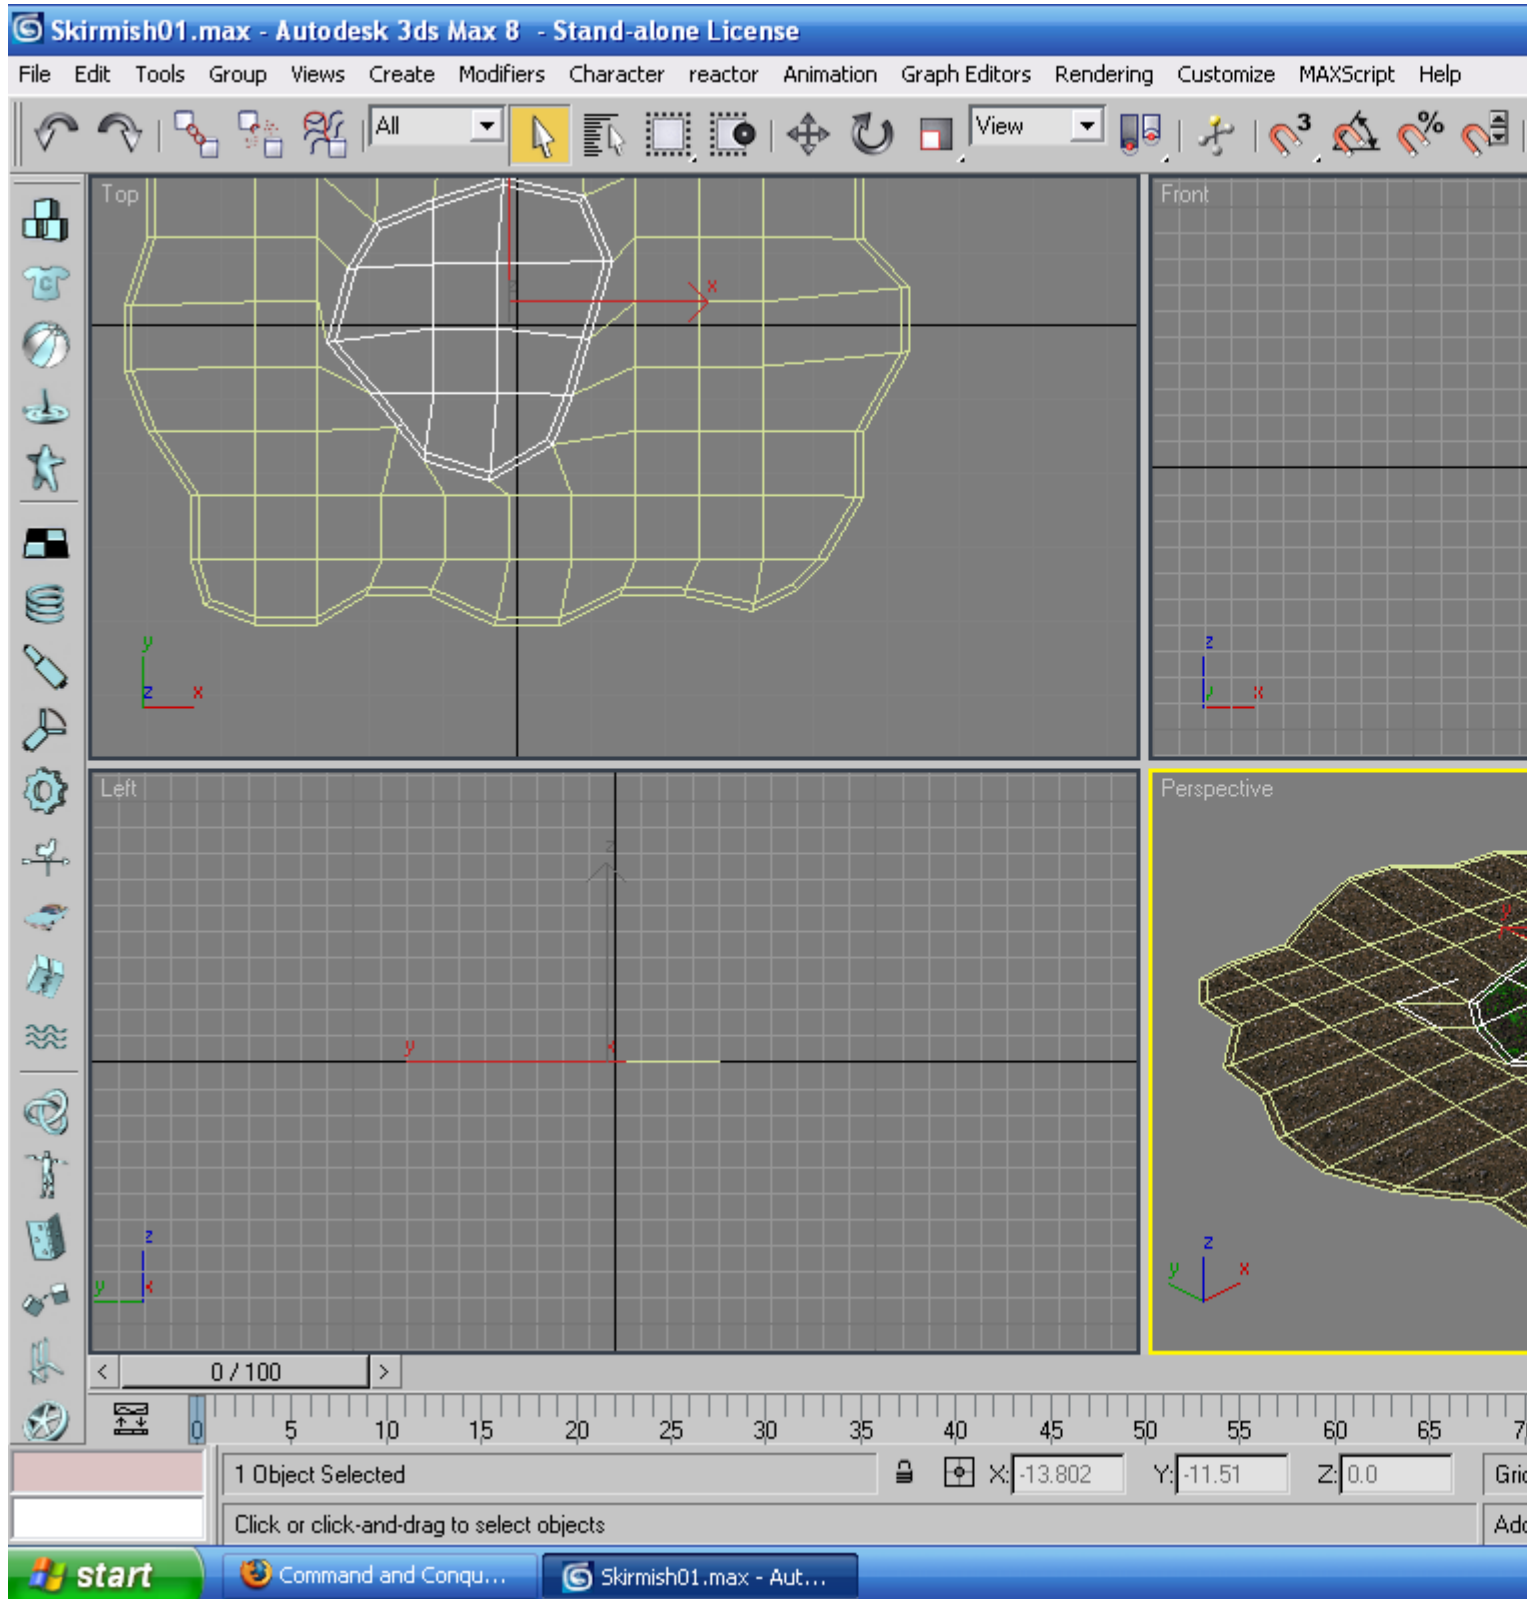 Skirmish01.max - Autodesk 3ds Max 8 - Stand-alone License
File Edit Tools Group Views Create Modifiers Character reactor Animation Graph Editors Rendering Customize MAXScript Help
All View 3 %
Top Front
x
z
y z
z x y x
Left Perspective
z
y
y x
z z
y x y x
< 0 / 100 >
0 5 10 15 20 25 30 35 40 45 50 55 60 65
1 Object Selected X: -13.802 Y: -11.51 Z: 0.0
Click or click-and-drag to select objects
start Command and Conqu... Skirmish01.max - Aut...